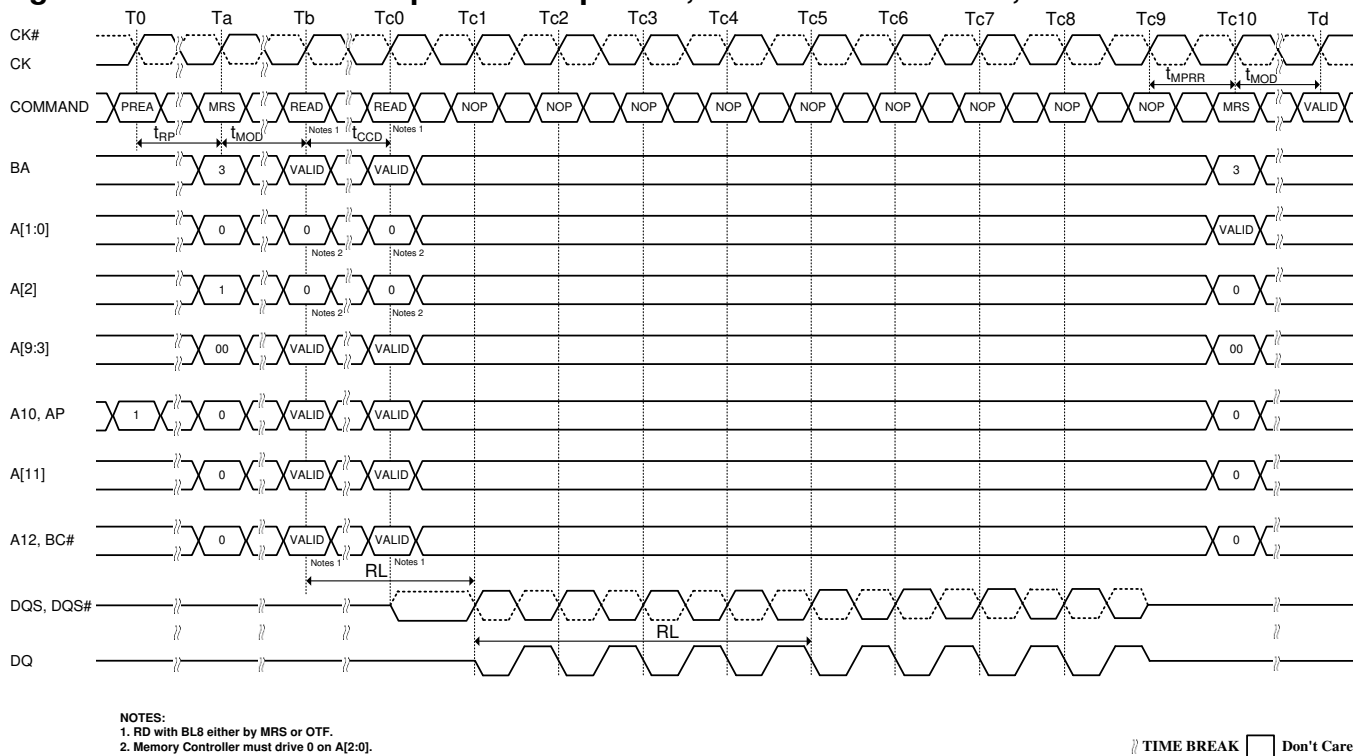 T0 Ta Tb Tc0 Tc1 Tc2 Tc3 Tc4 Tc5 Tc6 Tc7 Tc8 Tc9 Tc10 Td
CK#
CK
tMPRR tMOD
COMMAND PREA MRS READ READ NOP NOP NOP NOP NOP NOP NOP NOP NOP MRS VALID
Notes 1 Notes 1
tRP tMOD tCCD
BA 3 VALID VALID 3
A[1:0] 0 0 0 VALID
Notes 2 Notes 2
A[2] 1 0 0 0
Notes 2 Notes 2
A[9:3] 00 VALID VALID 00
A10, AP 1 0 VALID VALID 0
A[11] 0 VALID VALID 0
A12, BC# 0 VALID VALID 0
Notes 1 Notes 1
RL
DQS, DQS#
RL
DQ
NOTES:
1. RD with BL8 either by MRS or OTF.
2. Memory Controller must drive 0 on A[2:0].
TIME BREAK Don't Care